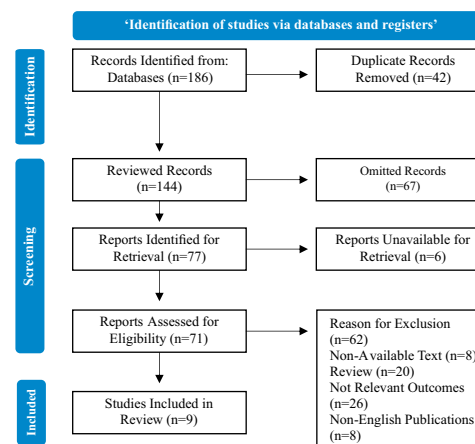 ‘Identification of studies via databases and registers’
Identification
Records Identified from:
Databases (n=186)
Duplicate Records
Removed (n=42)
Screening
Reviewed Records
(n=144)
Omitted Records
(n=67)
Reports Identified for
Retrieval (n=77)
Reports Unavailable for
Retrieval (n=6)
Reports Assessed for
Eligibility (n=71)
Reason for Exclusion
(n=62)
Non-Available Text (n=8)
Review (n=20)
Not Relevant Outcomes
(n=26)
Non-English Publications
(n=8)
Included
Studies Included in
Review (n=9)